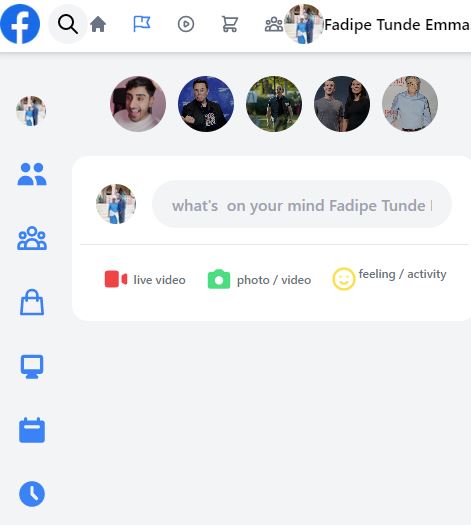 Fadipe Tunde Emma
what's on your mind Fadipe Tunde
live video
photo / video
feeling / activity